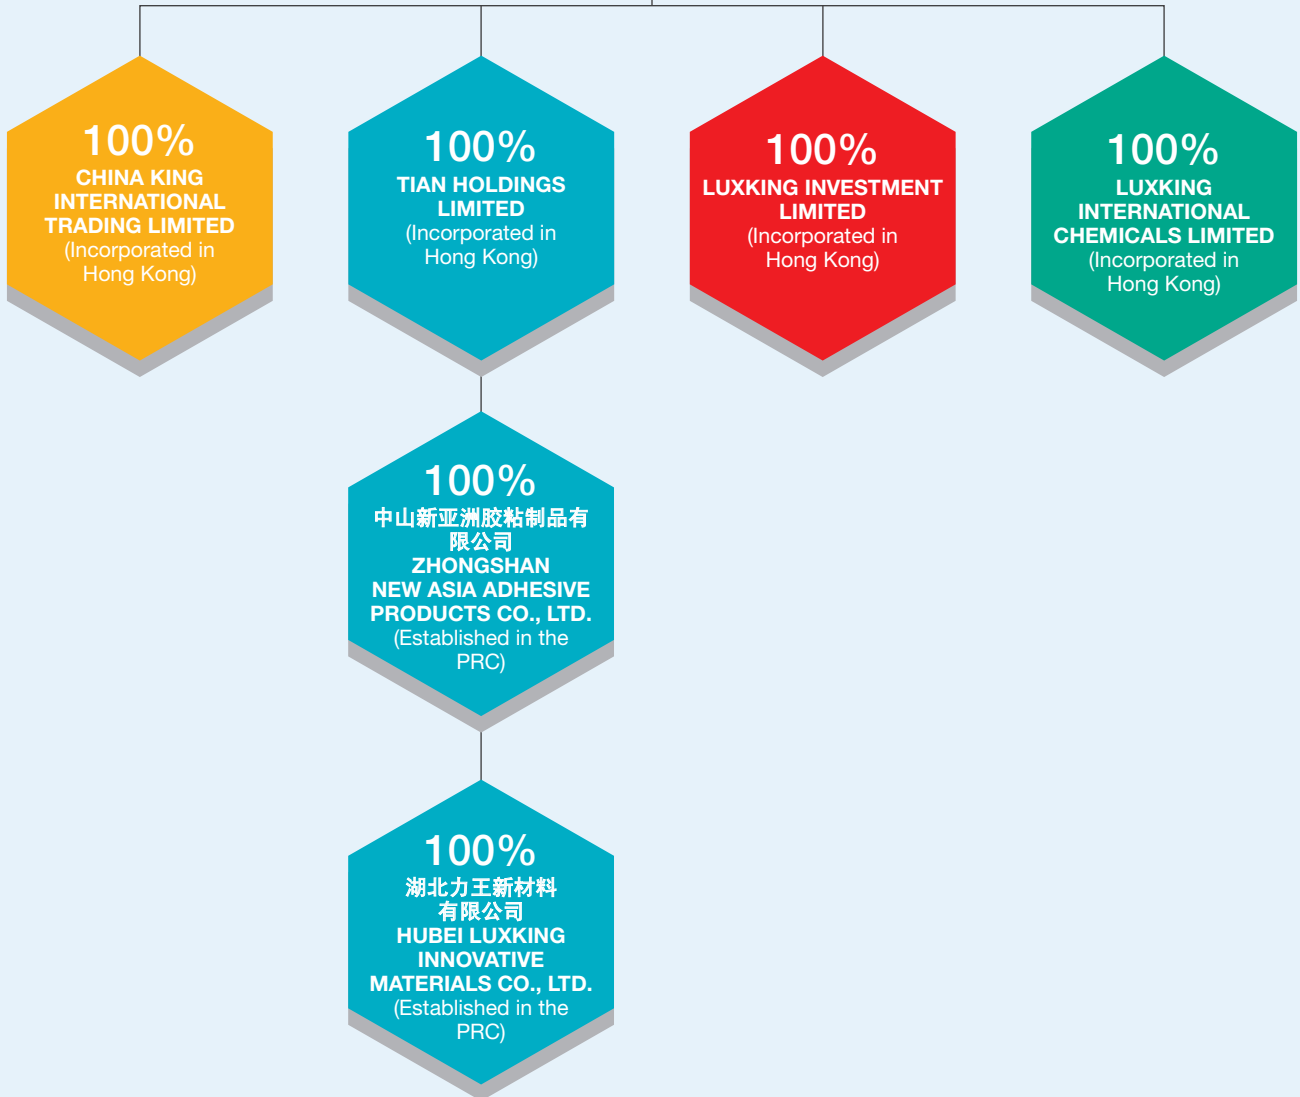 100%
CHINA KING
INTERNATIONAL
TRADING LIMITED
(Incorporated in
Hong Kong)
100%
TIAN HOLDINGS
LIMITED
(Incorporated in
Hong Kong)
100%
LUXKING INVESTMENT
LIMITED
(Incorporated in
Hong Kong)
100%
LUXKING
INTERNATIONAL
CHEMICALS LIMITED
(Incorporated in
Hong Kong)
100%
中山新亚洲胶粘制品有
限公司
ZHONGSHAN
NEW ASIA ADHESIVE
PRODUCTS CO., LTD.
(Established in the
PRC)
100%
湖北力王新材料
有限公司
HUBEI LUXKING
INNOVATIVE
MATERIALS CO., LTD.
(Established in the
PRC)